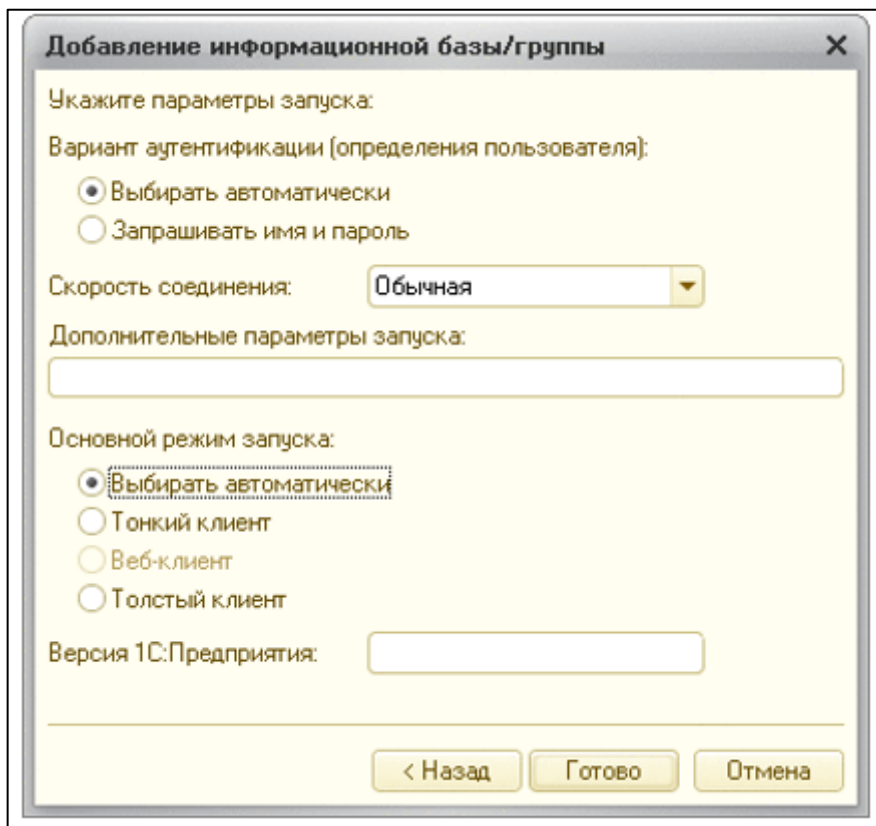 Добавление информационной базы/группы
Укажите параметры запуска:
Вариант аутентификации (определения пользователя):
Выбирать автоматически
Запрашивать имя и пароль
Скорость соединения: Обычная
Дополнительные параметры запуска:
Основной режим запуска:
Выбирать автоматически
Тонкий клиент
Веб-клиент
Толстый клиент
Версия 1С:Предприятия:
< Назад Готово Отмена